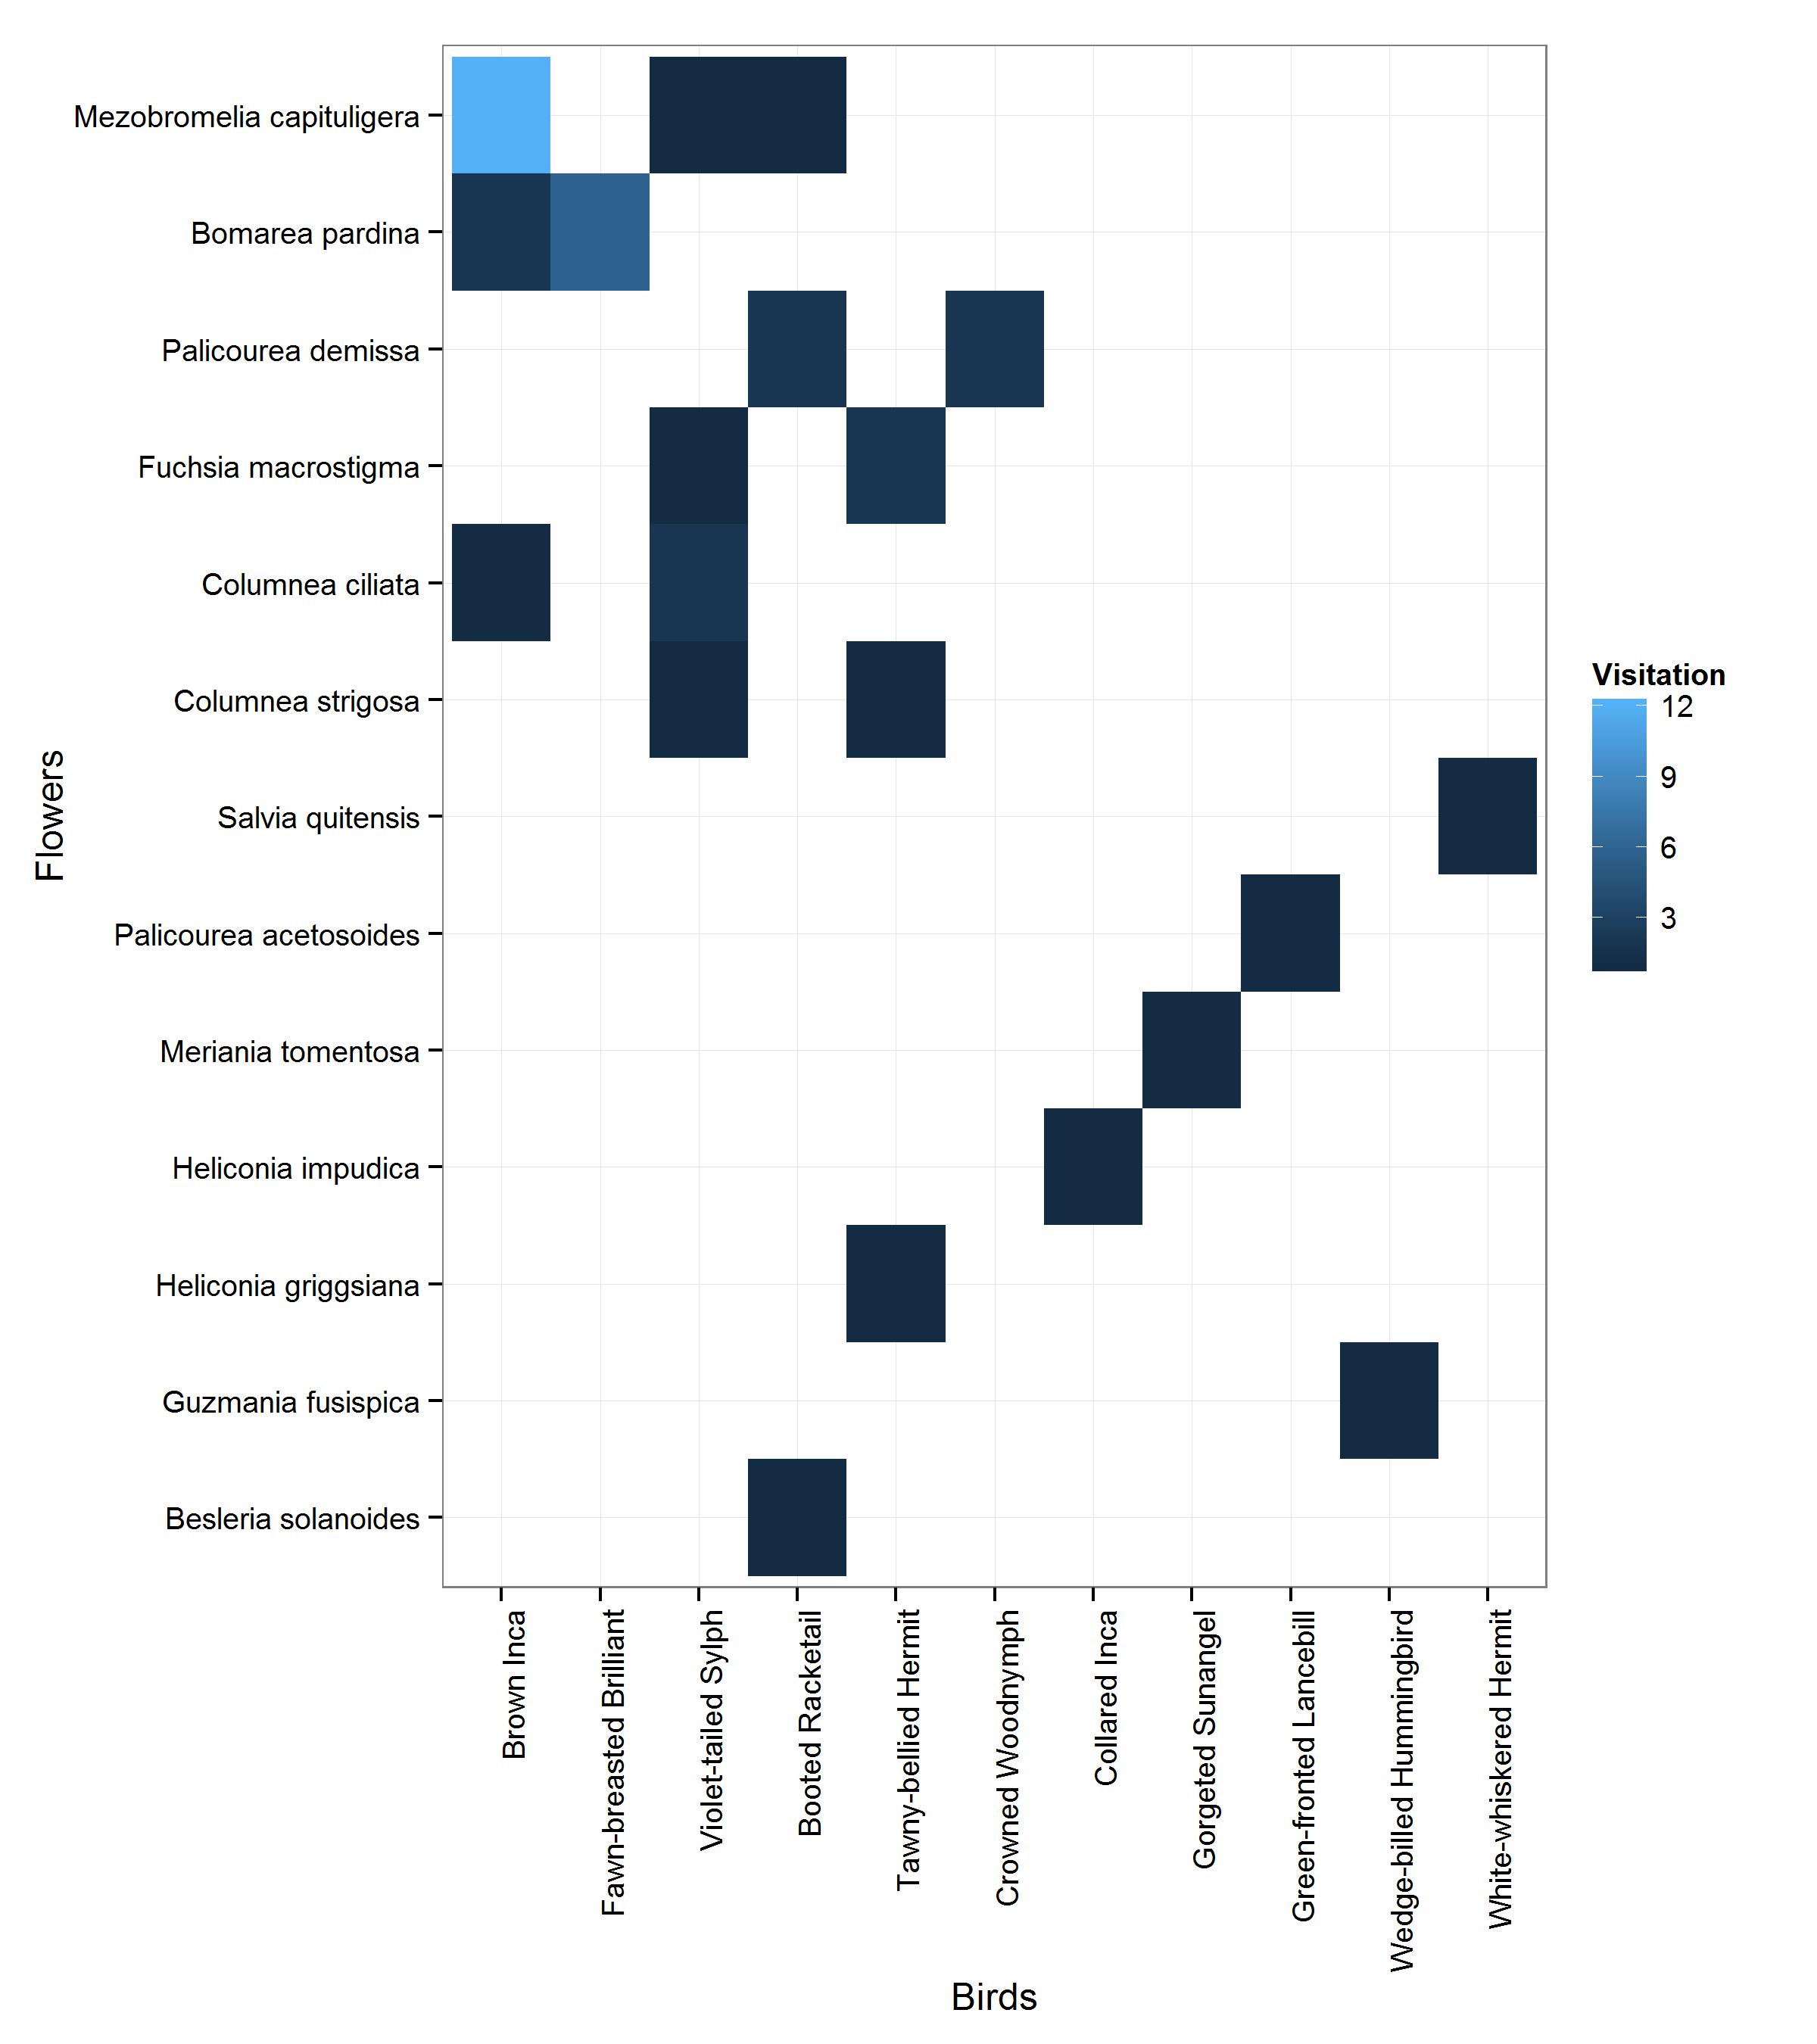 Mezobromelia capituligera
Bomarea pardina
Palicourea demissa
Fuchsia macrostigma
Columnea ciliata
Columnea strigosa
Salvia quitensis
Palicourea acetosoides
Meriania tomentosa
Heliconia impudica
Heliconia griggsiana
Guzmania fusispica
Besleria solanoides
Flowers
Brown Inca
Fawn-breasted Brilliant
Violet-tailed Sylph
Booted Racketail
Tawny-bellied Hermit
Crowned Woodnymph
Collared Inca
Gorgeted Sunangel
Green-fronted Lancebill
Wedge-billed Hummingbird
White-whiskered Hermit
Birds
Visitation
12
9
6
3